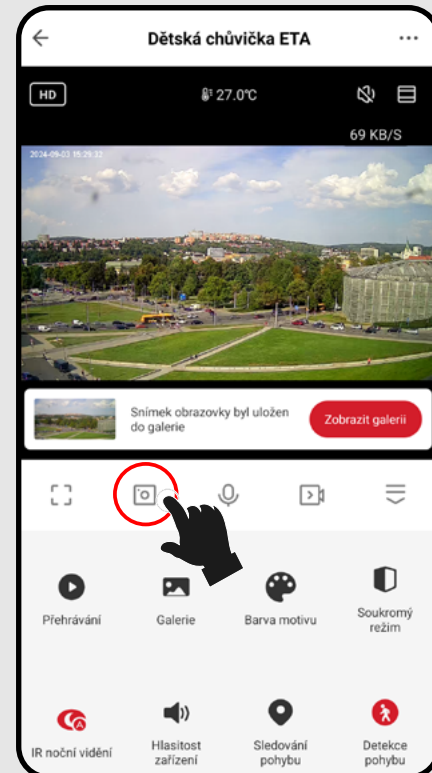 Dětská chůvička ETA
HD
27.0℃
69 KB/S
2024-09-03 15:29:32
Snímek obrazovky byl uložen
do galerie
Zobrazit galerii
Přehrávání
Galerie
Barva motivu
Soukromý
režim
IR noční vidění
Hlasitost
zařízení
Sledování
pohybu
Detekce
pohybu